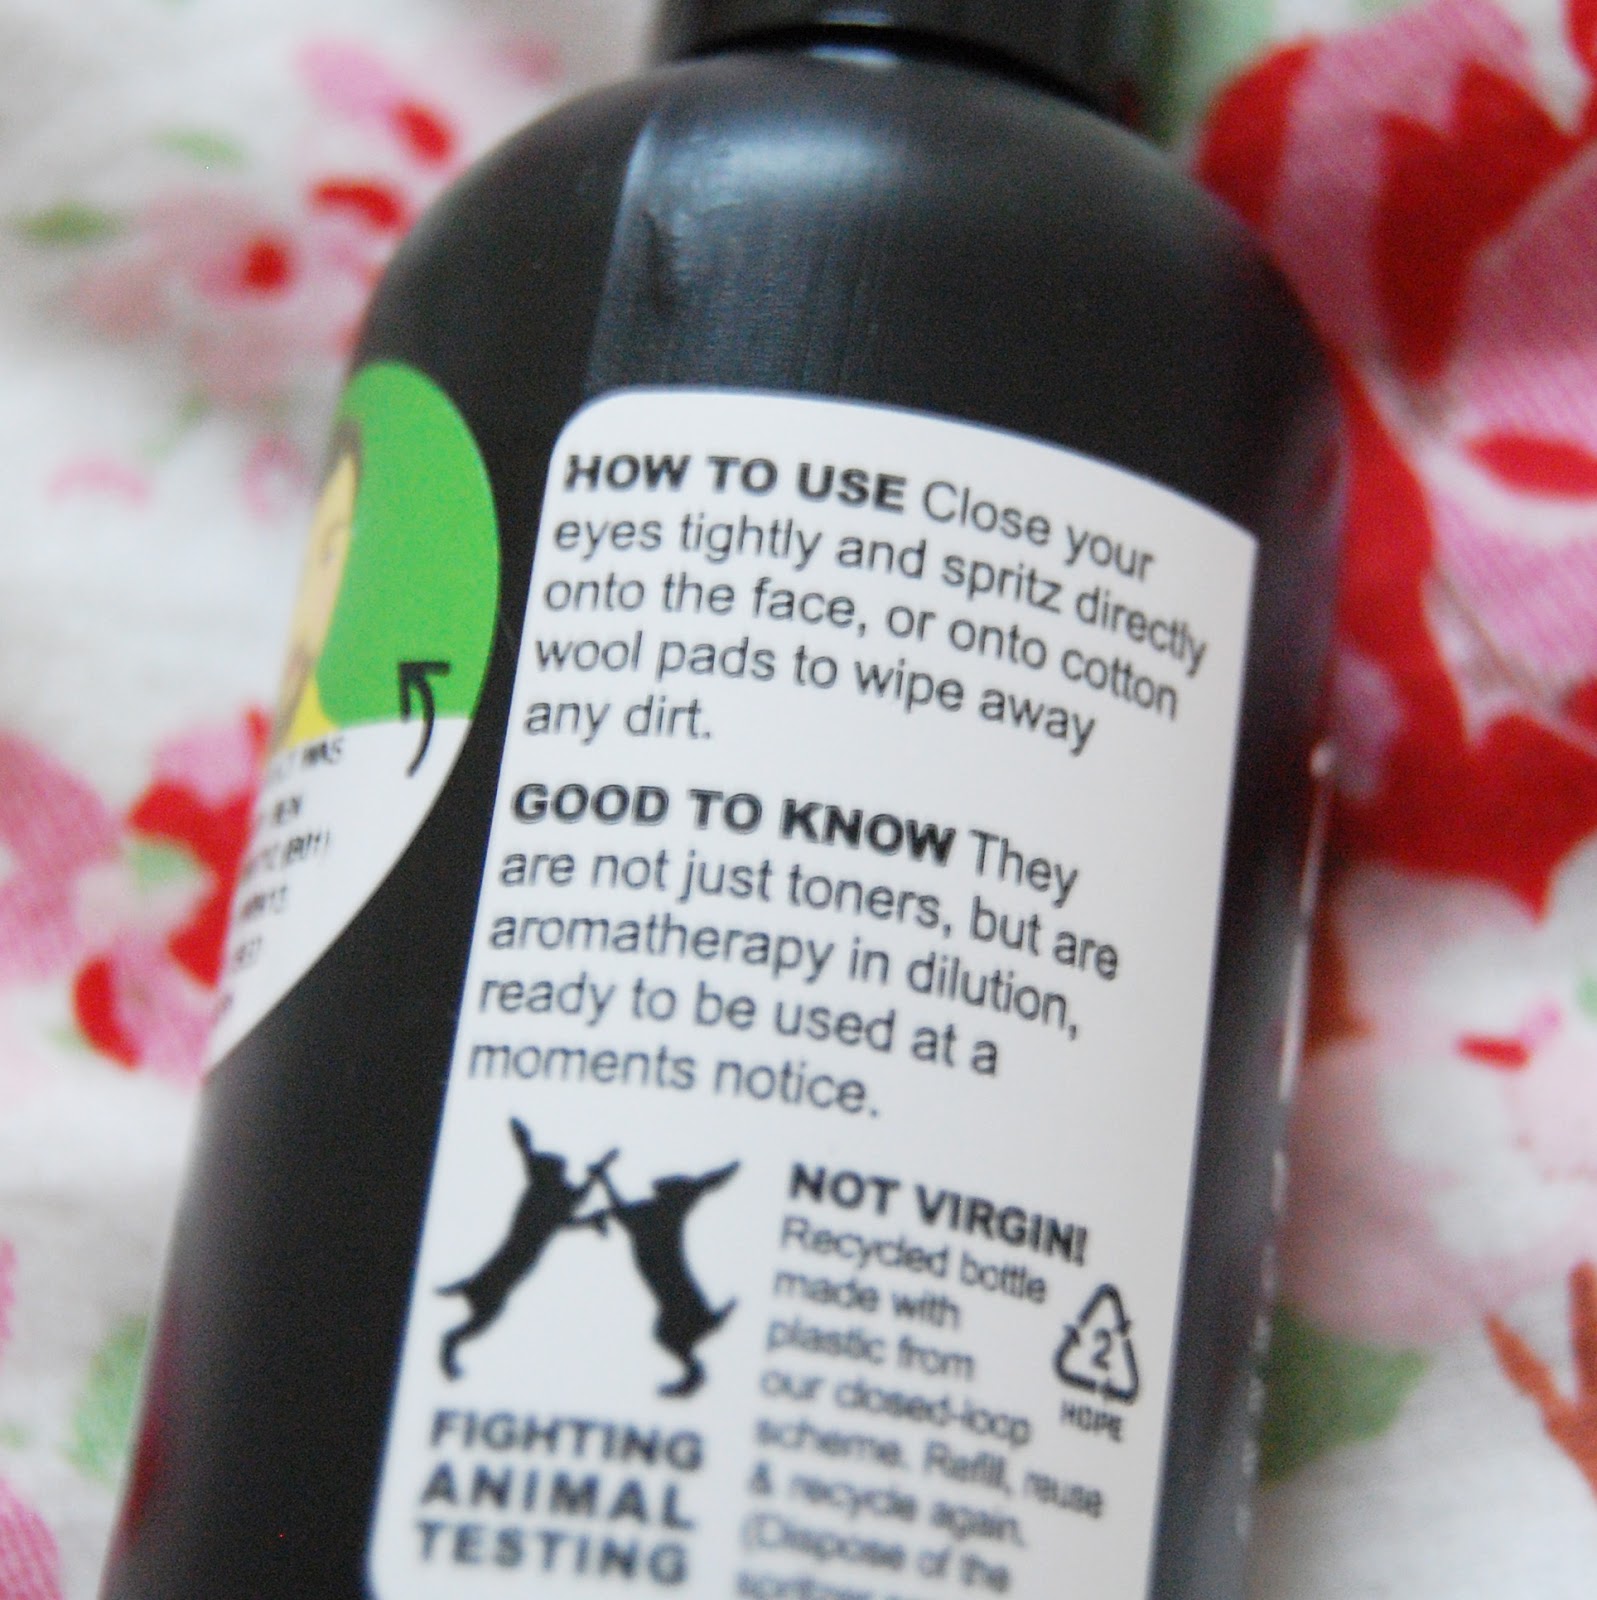 HOW TO USE Close your
eyes tightly and spritz directly
onto the face, or onto cotton
wool pads to wipe away
any dirt.
GOOD TO KNOW They
are not just toners, but are
aromatherapy in dilution,
ready to be used at a
moments notice.
FIGHTING
ANIMAL
TESTING
NOT VIRGIN!
Recycled bottle
made with
plastic from
our closed-loop
scheme. Refill, reuse
& recycle again.
(Dispose of the
2
HDPE
WAS